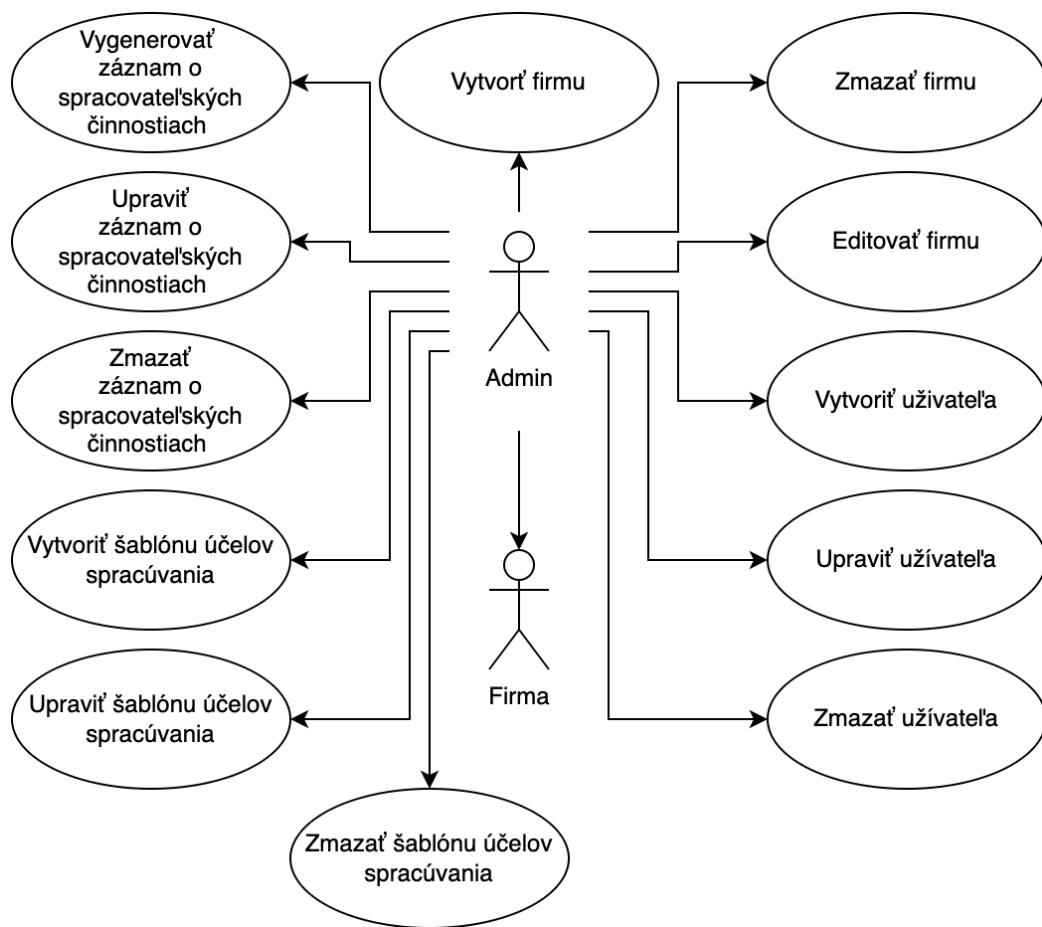 Vygenerovať
záznam o
spracovateľských
činnostiach
Vytvorť firmu
Zmazať firmu
Upraviť
záznam o
spracovateľských
činnostiach
Editovať firmu
Admin
Zmazať
záznam o
spracovateľských
činnostiach
Vytvoriť uživateľa
Vytvoriť šablónu účelov
spracúvania
Upraviť užívateľa
Firma
Upraviť šablónu účelov
spracúvania
Zmazať užívateľa
Zmazať šablónu účelov
spracúvania